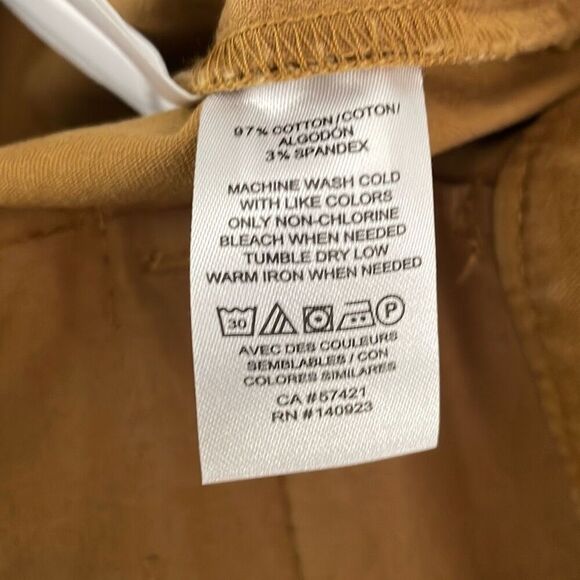 97% COTTON/COTON/
ALGODÓN
3% SPANDEX
MACHINE WASH COLD
WITH LIKE COLORS
ONLY NON-CHLORINE
BLEACH WHEN NEEDED
TUMBLE DRY LOW
WARM IRON WHEN NEEDED
30 P
AVEC DES COULEURS
SEMBLABLES / CON
COLORES SIMILARES
CA #57421
RN #140923